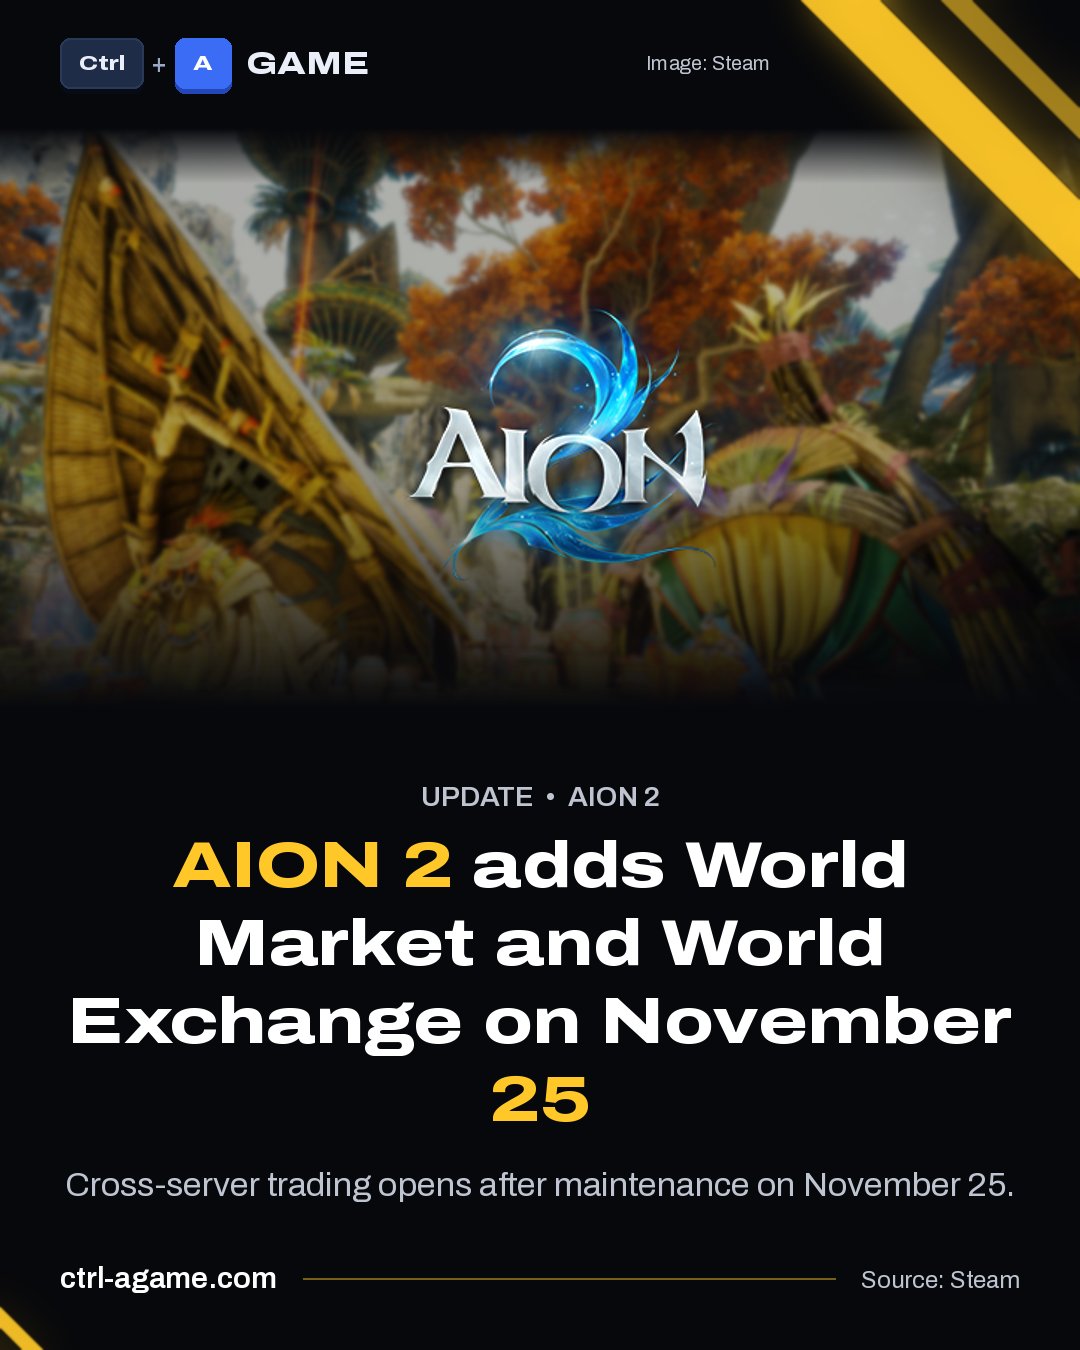 Ctrl + A GAME
Image: Steam
AION
2
UPDATE • AION 2
AION 2 adds World
Market and World
Exchange on November
25
Cross-server trading opens after maintenance on November 25.
ctrl-agame.com
Source: Steam